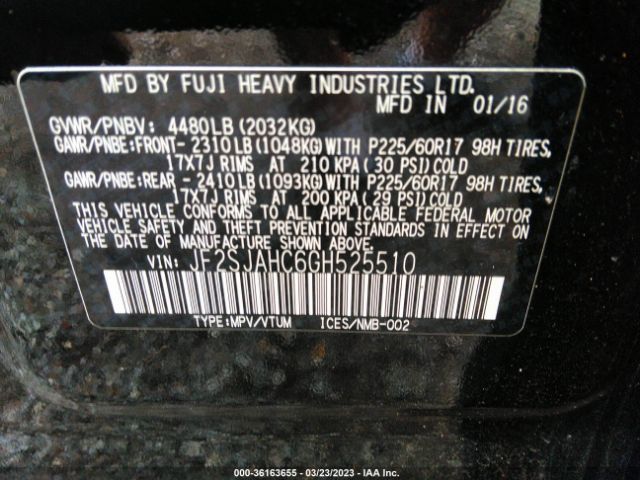 MFD BY FUJI HEAVY INDUSTRIES LTD.
MFD IN 01/16
GVWR/PNBV: 4480LB (2032KG)
GAWR/PNBE:FRONT- 2310LB (1048KG) WITH P225/60R17 98H TIRES,
17X7J RIMS AT 210 KPA (30 PSI) COLD
GAWR/PNBE:REAR - 2410LB (1093KG) WITH P225/60R17 98H TIRES,
17X7J RIMS AT 200 KPA (29 PSI) COLD
THIS VEHICLE CONFORMS TO ALL APPLICABLE FEDERAL MOTOR
VEHICLE SAFETY AND THEFT PREVENTION STANDARDS IN EFFECT
ON THE DATE OF MANUFACTURE SHOWN ABOVE.
VIN: JF2SJAHC6GH525510
TYPE:MPV/VTUM ICES/NMB-002
000-36163655 - 03/23/2023 - IAA Inc.